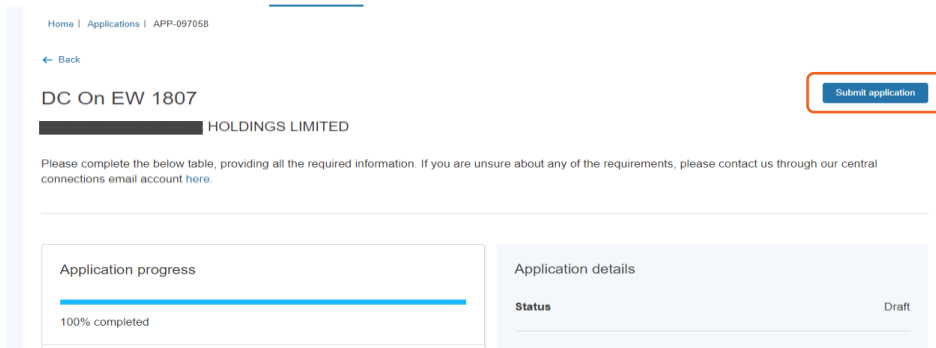 Home | Applications | APP-097058
← Back
DC On EW 1807
Submit application
HOLDINGS LIMITED
Please complete the below table, providing all the required information. If you are unsure about any of the requirements, please contact us through our central
connections email account here.
Application progress
100% completed
Application details
Status Draft